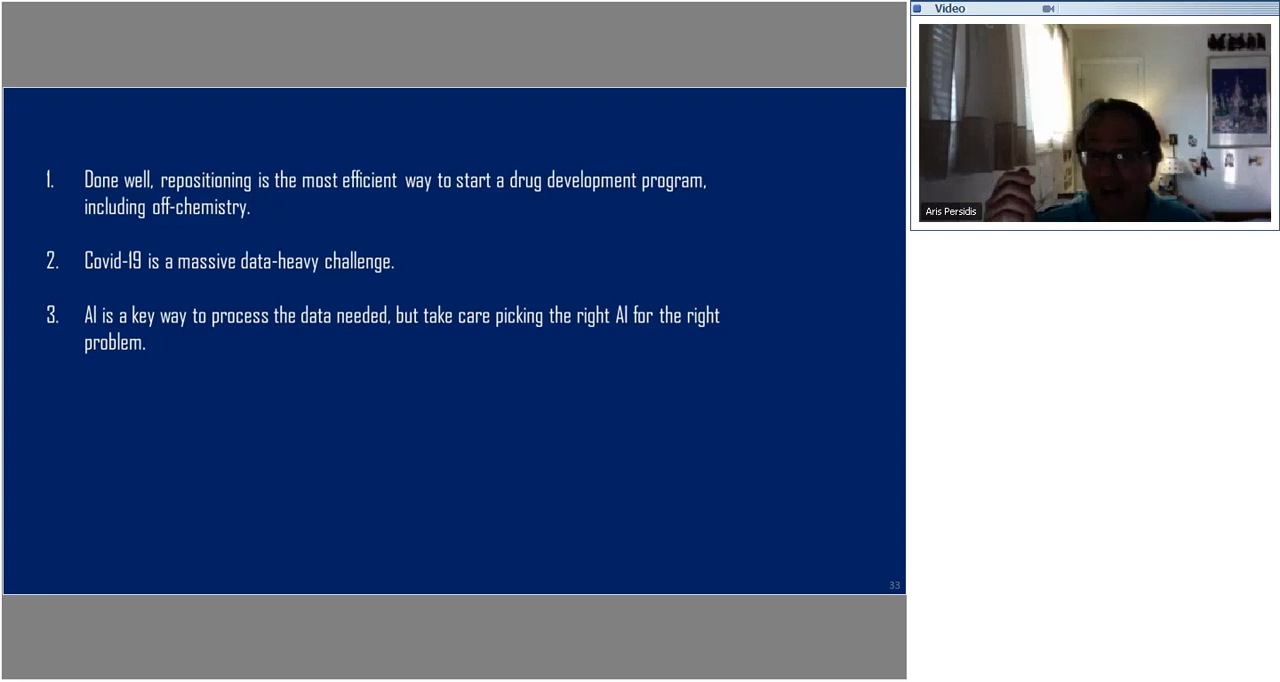 1. Done well, repositioning is the most efficient way to start a drug development program,
including off-chemistry.
2. Covid-19 is a massive data-heavy challenge.
3. AI is a key way to process the data needed, but take care picking the right AI for the right
problem.
33
Video
Aris Persidis